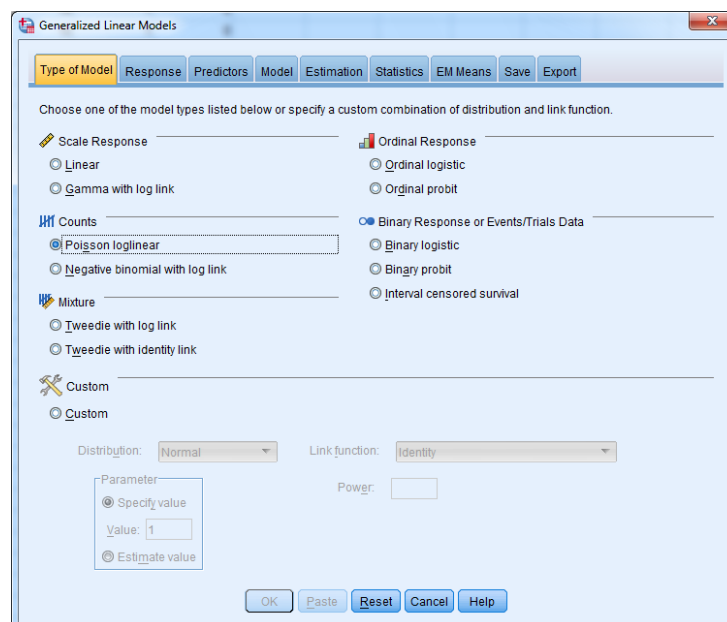 Generalized Linear Models
Type of Model Response Predictors Model Estimation Statistics EM Means Save Export
Choose one of the model types listed below or specify a custom combination of distribution and link function.
Scale Response
Linear
Gamma with log link
Ordinal Response
Ordinal logistic
Ordinal probit
Counts
Poisson loglinear
Negative binomial with log link
Binary Response or Events/Trials Data
Binary logistic
Binary probit
Interval censored survival
Mixture
Tweedie with log link
Tweedie with identity link
Custom
Custom
Distribution: Normal Link function: Identity
Parameter
Specify value
Value: 1
Estimate value
Power:
OK Paste Reset Cancel Help